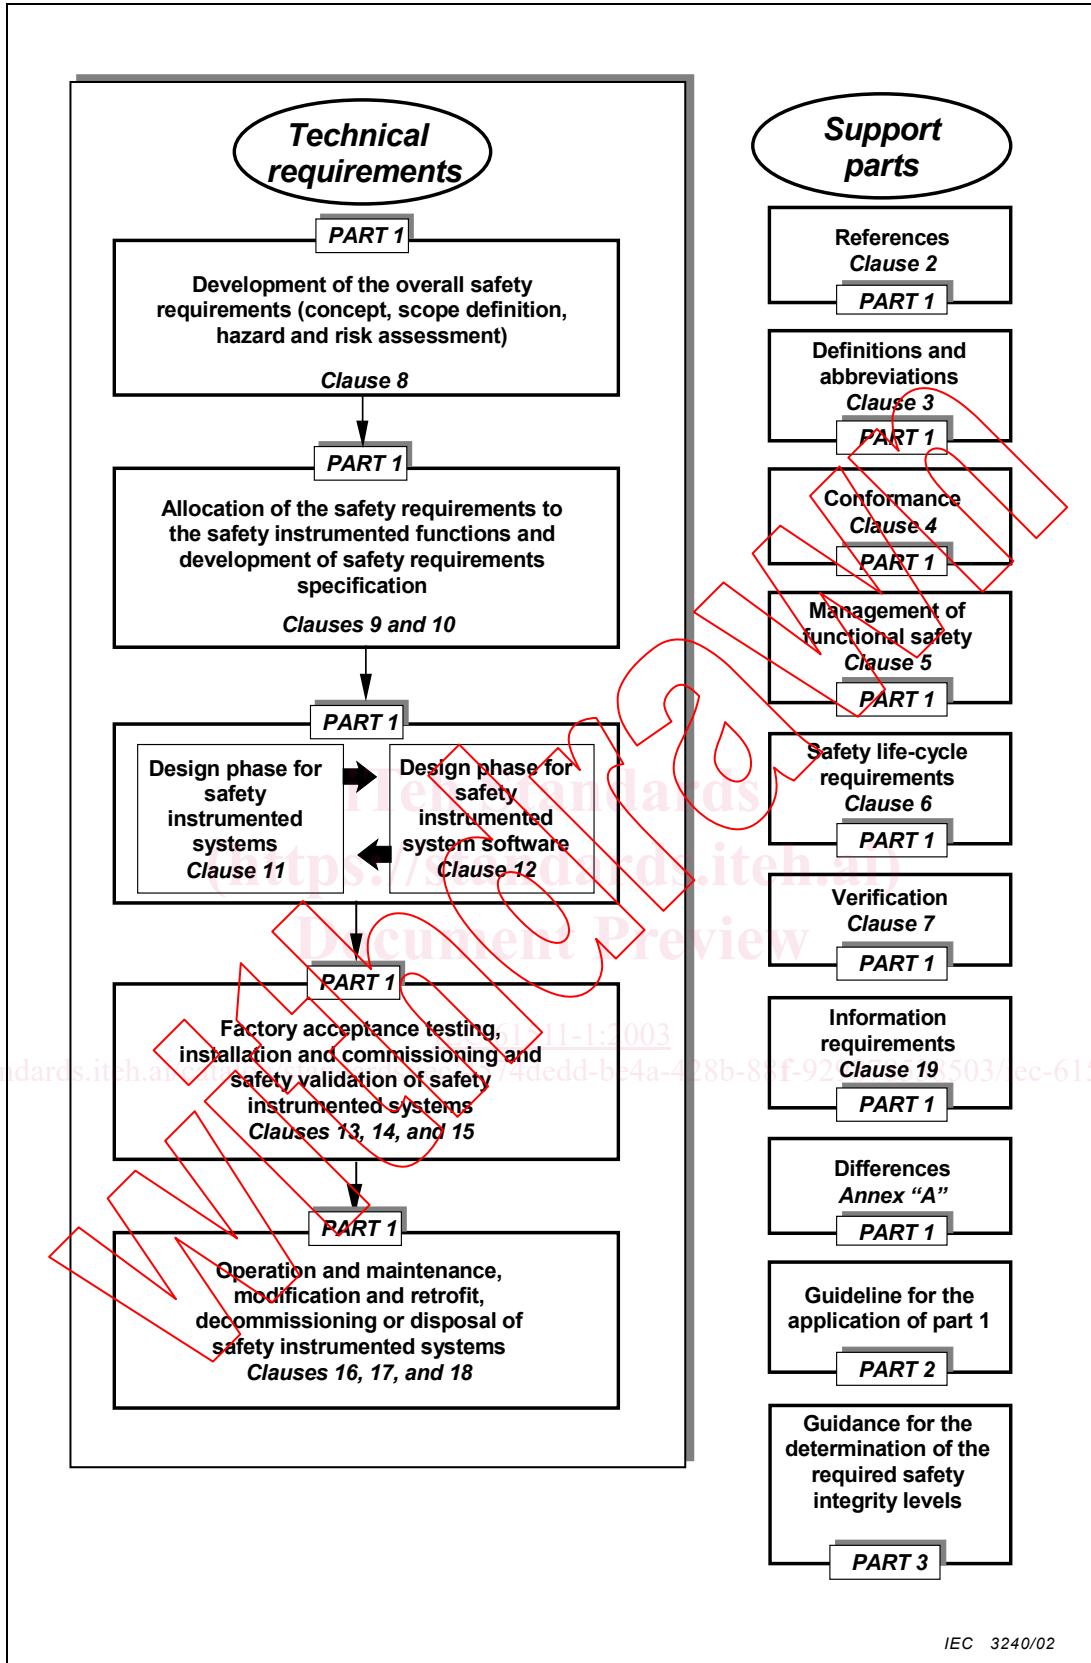 Technical
requirements
PART 1
Development of the overall safety
requirements (concept, scope definition,
hazard and risk assessment)
Clause 8
PART 1
Allocation of the safety requirements to
the safety instrumented functions and
development of safety requirements
specification
Clauses 9 and 10
PART 1
Design phase for
safety
instrumented
systems
Clause 11
Design phase for
safety
instrumented
system software
Clause 12
PART 1
Factory acceptance testing,
installation and commissioning and
safety validation of safety
instrumented systems
Clauses 13, 14, and 15
PART 1
Operation and maintenance,
modification and retrofit,
decommissioning or disposal of
safety instrumented systems
Clauses 16, 17, and 18
Support
parts
References
Clause 2
PART 1
Definitions and
abbreviations
Clause 3
PART 1
Conformance
Clause 4
PART 1
Management of
functional safety
Clause 5
PART 1
Safety life-cycle
requirements
Clause 6
PART 1
Verification
Clause 7
PART 1
Information
requirements
Clause 19
PART 1
Differences
Annex “A”
PART 1
Guideline for the
application of part 1
PART 2
Guidance for the
determination of the
required safety
integrity levels
PART 3
IEC 3240/02
iTeh Standards
(https://standards.iteh.ai)
Document Preview
Withdrawn